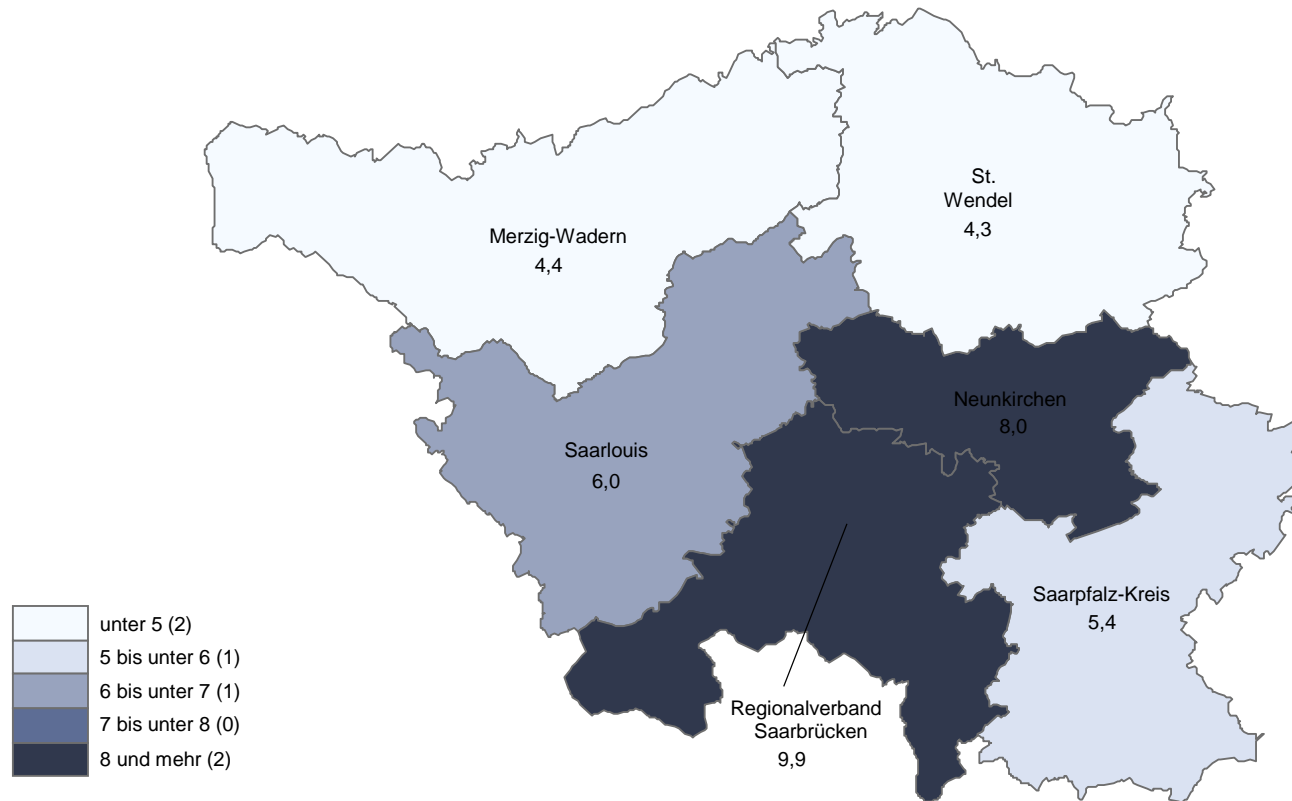 St.
Wendel
4,3
Merzig-Wadern
4,4
Neunkirchen
8,0
Saarlouis
6,0
Saarpfalz-Kreis
5,4
Regionalverband
Saarbrücken
9,9
unter 5 (2)
5 bis unter 6 (1)
6 bis unter 7 (1)
7 bis unter 8 (0)
8 und mehr (2)